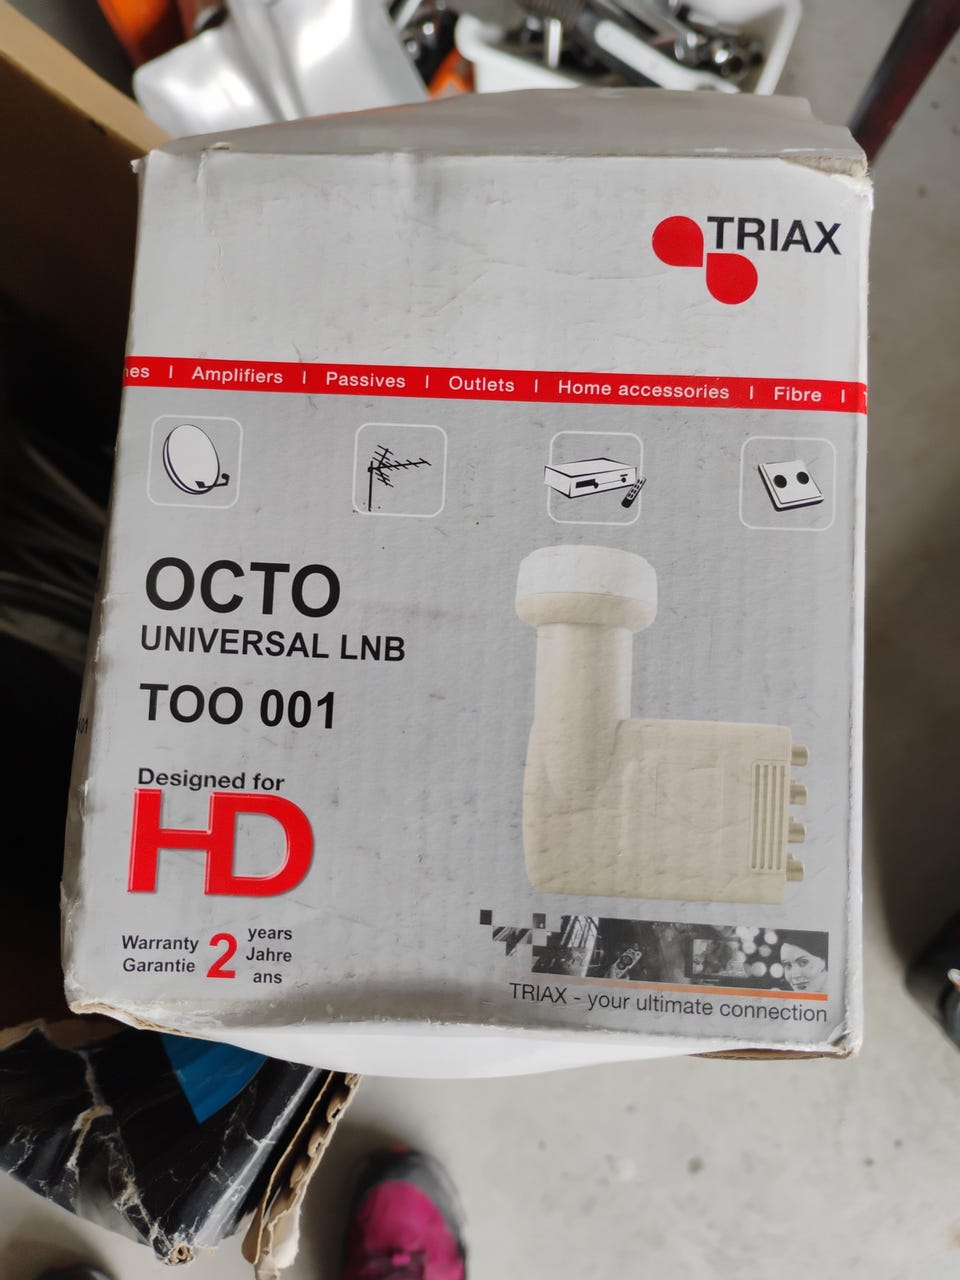 TRIAX
Amplifiers | Passives | Outlets | Home accessories | Fibre |
OCTO
UNIVERSAL LNB
TOO 001
Designed for
HD
Warranty 2 years
Garantie Jahre
ans
TRIAX - your ultimate connection